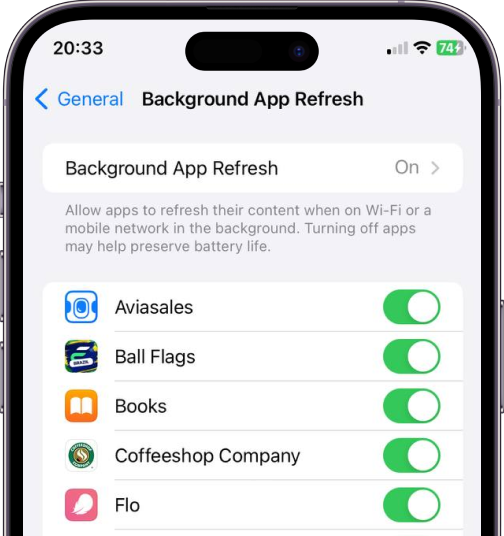 20:33
74
General
Background App Refresh
Background App Refresh
On
Allow apps to refresh their content when on Wi-Fi or a
mobile network in the background. Turning off apps
may help preserve battery life.
Aviasales
BRAZIL
Ball Flags
Books
Coffeeshop Company
Flo